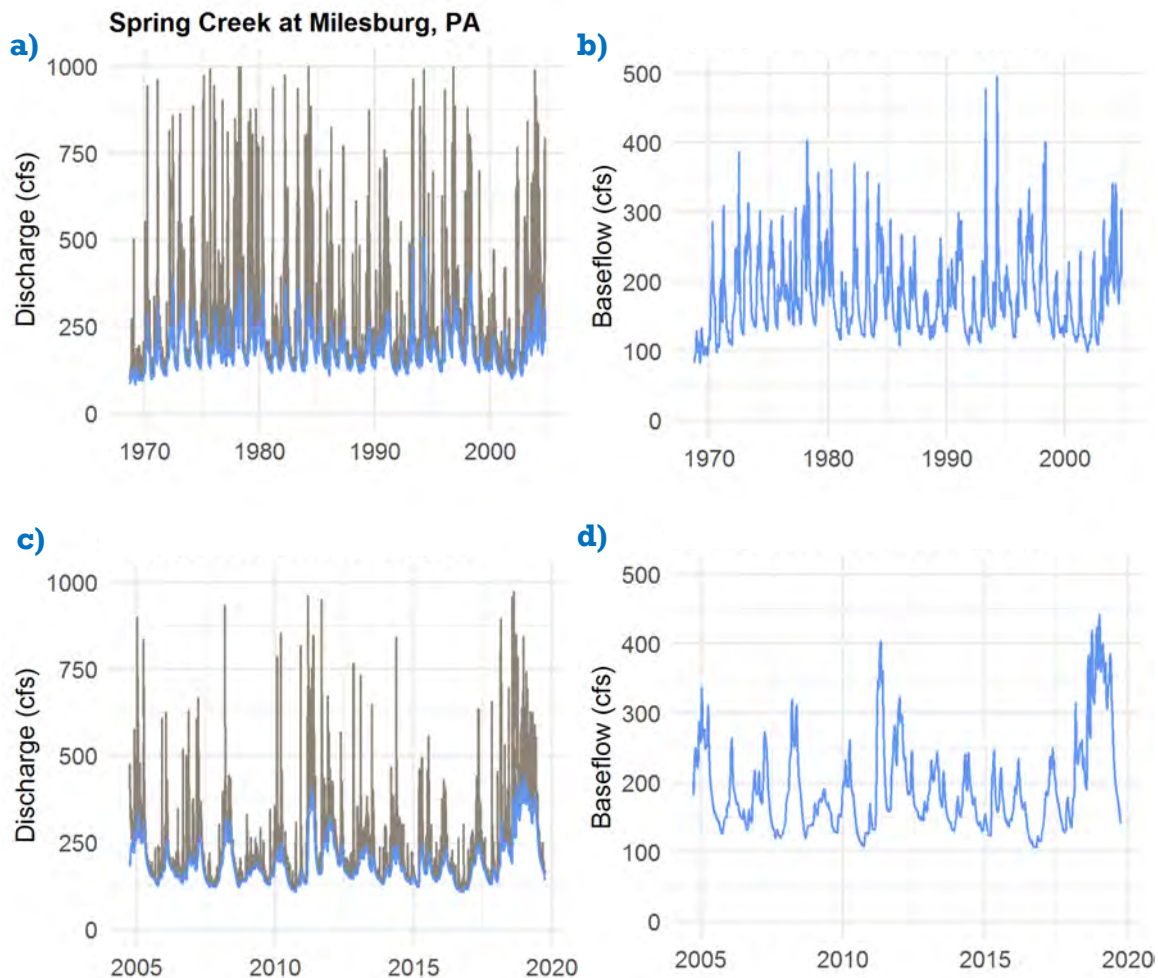 Spring Creek at Milesburg, PA
a)
1000
750
500
250
0
Discharge (cfs)
1970 1980 1990 2000
b)
500
400
300
200
100
0
Baseflow (cfs)
1970 1980 1990 2000
c)
1000
750
500
250
0
Discharge (cfs)
2005 2010 2015 2020
d)
500
400
300
200
100
0
Baseflow (cfs)
2005 2010 2015 2020